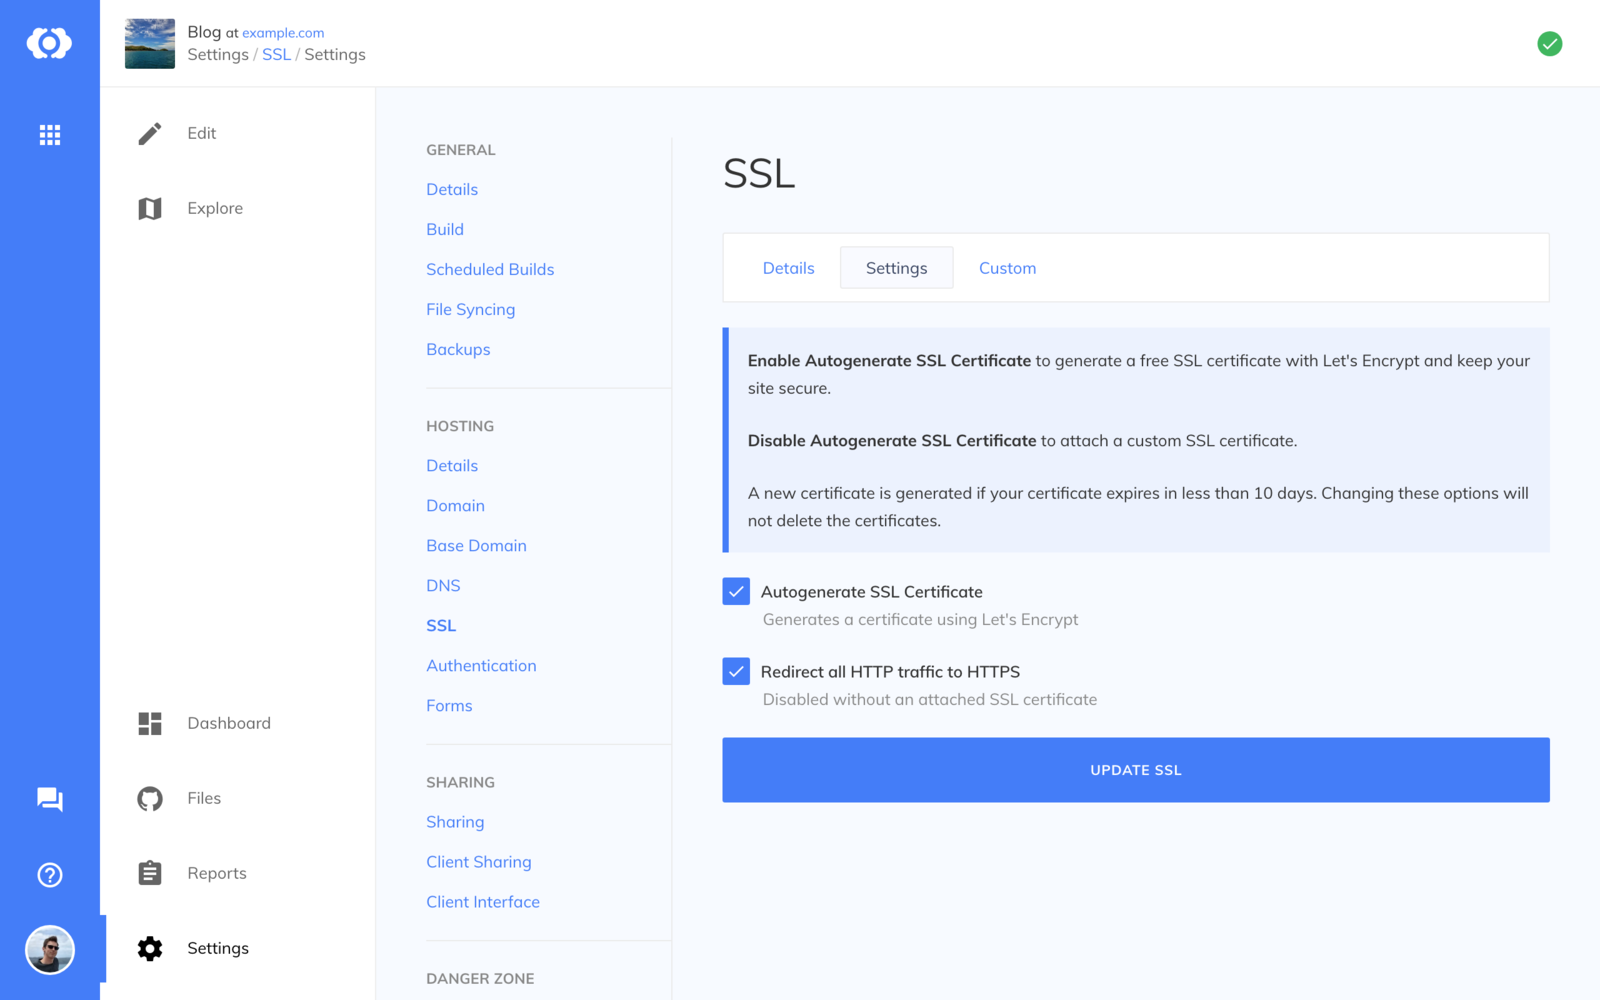 Blog at example.com
Settings / SSL / Settings
Edit
Explore
Dashboard
Files
Reports
Settings
GENERAL
Details
Build
Scheduled Builds
File Syncing
Backups
HOSTING
Details
Domain
Base Domain
DNS
SSL
Authentication
Forms
SHARING
Sharing
Client Sharing
Client Interface
DANGER ZONE
SSL
Details
Settings
Custom
Enable Autogenerate SSL Certificate to generate a free SSL certificate with Let's Encrypt and keep your
site secure.
Disable Autogenerate SSL Certificate to attach a custom SSL certificate.
A new certificate is generated if your certificate expires in less than 10 days. Changing these options will
not delete the certificates.
Autogenerate SSL Certificate
Generates a certificate using Let's Encrypt
Redirect all HTTP traffic to HTTPS
Disabled without an attached SSL certificate
UPDATE SSL